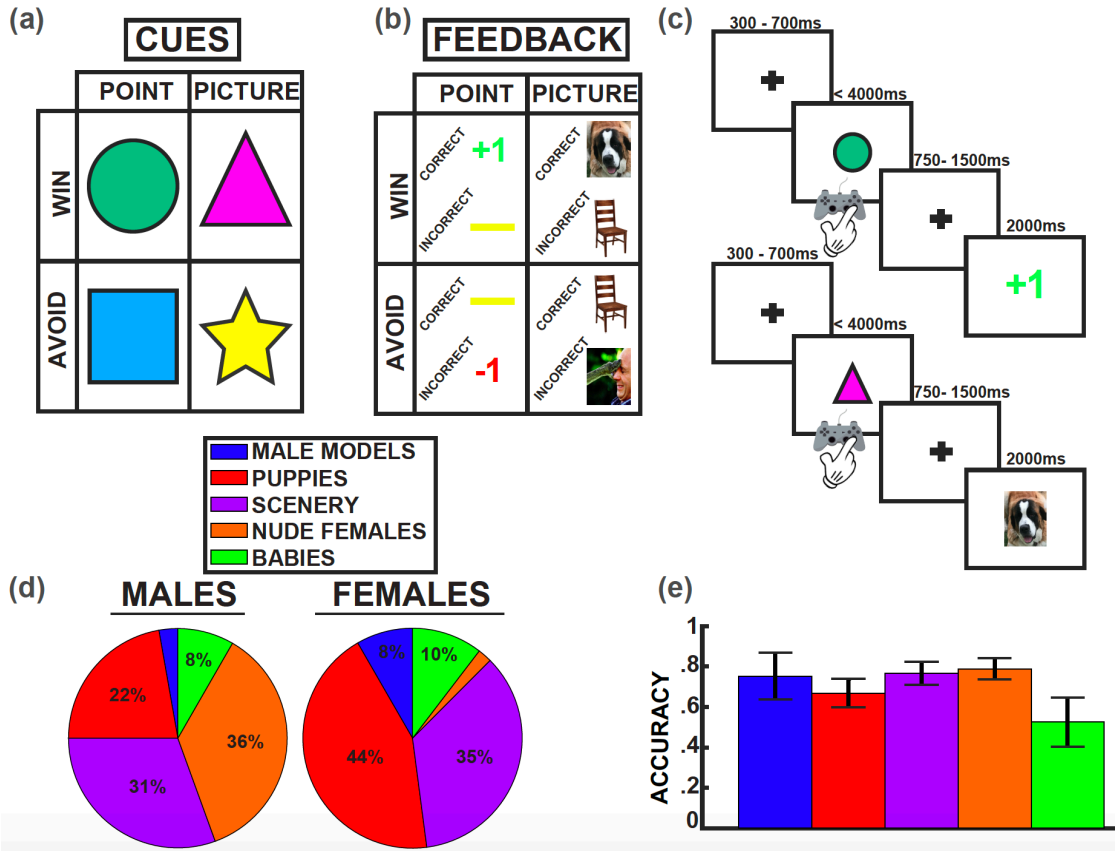 (a)
CUES
POINT PICTURE
WIN
AVOID
(b)
FEEDBACK
POINT PICTURE
WIN
CORRECT +1 CORRECT
INCORRECT INCORRECT
AVOID
CORRECT CORRECT
INCORRECT -1 INCORRECT
(c)
300 - 700ms
< 4000ms
750- 1500ms
2000ms
+1
300 - 700ms
< 4000ms
750- 1500ms
2000ms
MALE MODELS
PUPPIES
SCENERY
NUDE FEMALES
BABIES
(d)
MALES
8%
22%
36%
31%
FEMALES
8%
10%
44%
35%
(e)
ACCURACY
1
.8
.6
.4
.2
0